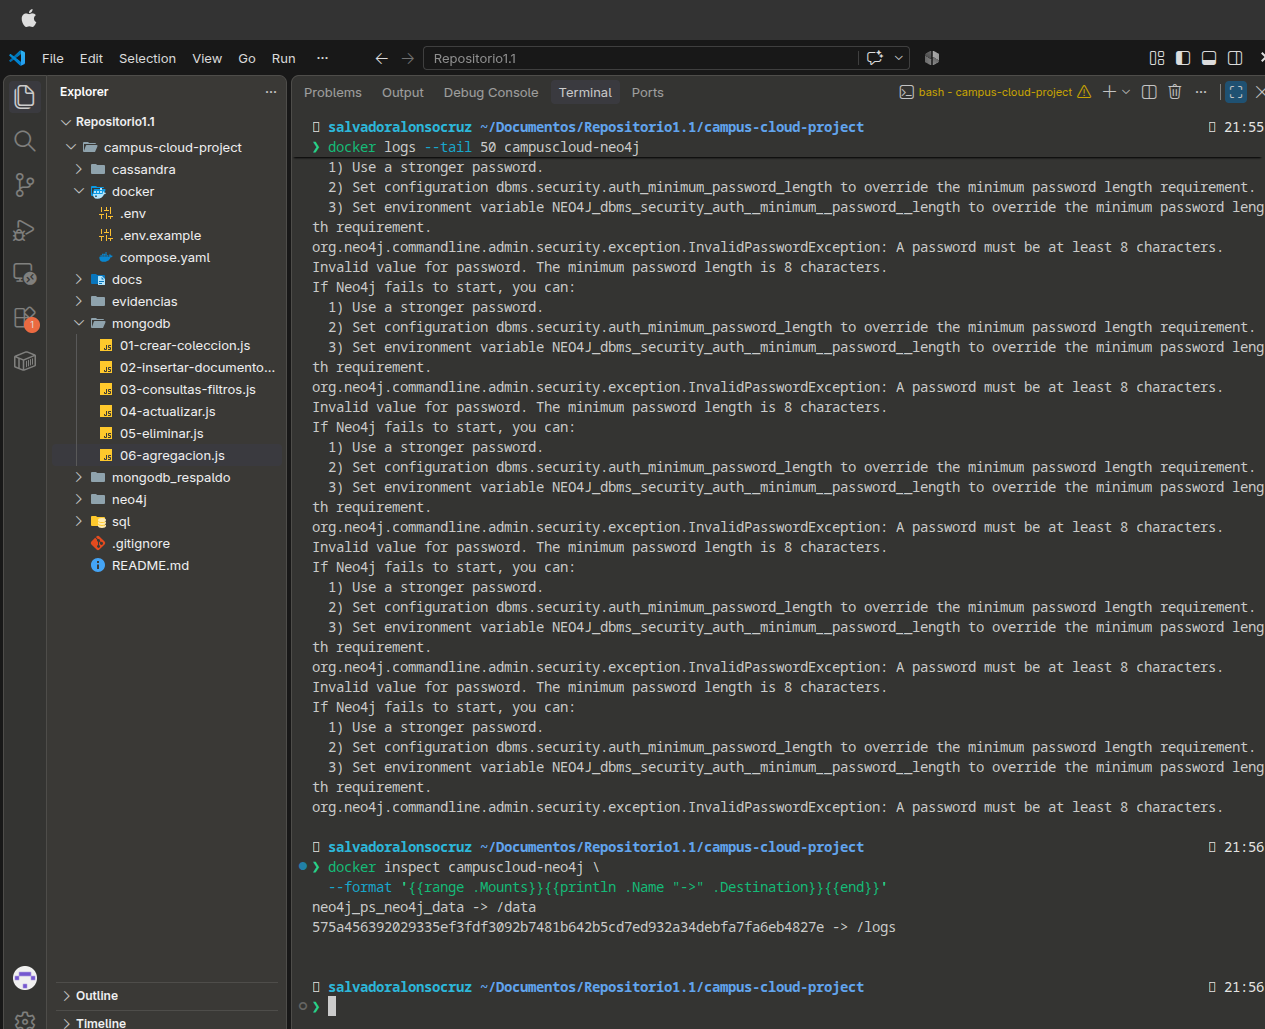 File Edit Selection View Go Run ··· Repositorio1.1
Explorer ···
Repositorio1.1
campus-cloud-project
cassandra
docker
.env
.env.example
compose.yaml
docs
evidencias
mongodb
01-crear-coleccion.js
02-insertar-documento...
03-consultas-filtros.js
04-actualizar.js
05-eliminar.js
06-agregacion.js
mongodb_respaldo
neo4j
sql
.gitignore
README.md
1
Outline
Timeline
Problems Output Debug Console Terminal Ports bash - campus-cloud-project ···
salvadoralonsocruz ~/Documentos/Repositorio1.1/campus-cloud-project 21:55
❯ docker logs --tail 50 campuscloud-neo4j
1) Use a stronger password.
2) Set configuration dbms.security.auth_minimum_password_length to override the minimum password length requirement.
3) Set environment variable NEO4J_dbms_security_auth__minimum__password__length to override the minimum password leng
th requirement.
org.neo4j.commandline.admin.security.exception.InvalidPasswordException: A password must be at least 8 characters.
Invalid value for password. The minimum password length is 8 characters.
If Neo4j fails to start, you can:
1) Use a stronger password.
2) Set configuration dbms.security.auth_minimum_password_length to override the minimum password length requirement.
3) Set environment variable NEO4J_dbms_security_auth__minimum__password__length to override the minimum password leng
th requirement.
org.neo4j.commandline.admin.security.exception.InvalidPasswordException: A password must be at least 8 characters.
Invalid value for password. The minimum password length is 8 characters.
If Neo4j fails to start, you can:
1) Use a stronger password.
2) Set configuration dbms.security.auth_minimum_password_length to override the minimum password length requirement.
3) Set environment variable NEO4J_dbms_security_auth__minimum__password__length to override the minimum password leng
th requirement.
org.neo4j.commandline.admin.security.exception.InvalidPasswordException: A password must be at least 8 characters.
Invalid value for password. The minimum password length is 8 characters.
If Neo4j fails to start, you can:
1) Use a stronger password.
2) Set configuration dbms.security.auth_minimum_password_length to override the minimum password length requirement.
3) Set environment variable NEO4J_dbms_security_auth__minimum__password__length to override the minimum password leng
th requirement.
org.neo4j.commandline.admin.security.exception.InvalidPasswordException: A password must be at least 8 characters.
Invalid value for password. The minimum password length is 8 characters.
If Neo4j fails to start, you can:
1) Use a stronger password.
2) Set configuration dbms.security.auth_minimum_password_length to override the minimum password length requirement.
3) Set environment variable NEO4J_dbms_security_auth__minimum__password__length to override the minimum password leng
th requirement.
org.neo4j.commandline.admin.security.exception.InvalidPasswordException: A password must be at least 8 characters.
salvadoralonsocruz ~/Documentos/Repositorio1.1/campus-cloud-project 21:56
❯ docker inspect campuscloud-neo4j \
--format '{{range .Mounts}}{{println .Name "->" .Destination}}{{end}}'
neo4j_ps_neo4j_data -> /data
575a456392029335ef3fdf3092b7481b642b5cd7ed932a34debfa7fa6eb4827e -> /logs
salvadoralonsocruz ~/Documentos/Repositorio1.1/campus-cloud-project 21:56
❯